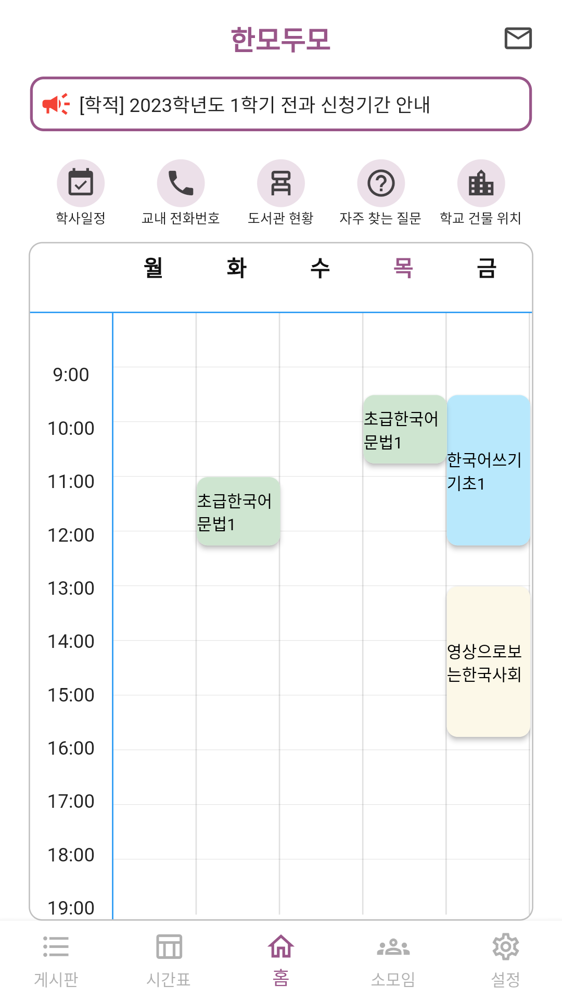 한모두모
[학적] 2023학년도 1학기 전과 신청기간 안내
학사일정
교내 전화번호
도서관 현황
자주 찾는 질문
학교 건물 위치
월 화 수 목 금
9:00
10:00
11:00
12:00
13:00
14:00
15:00
16:00
17:00
18:00
19:00
초급한국어
문법1
초급한국어
문법1
한국어쓰기
기초1
영상으로보
는한국사회
게시판
시간표
홈
소모임
설정